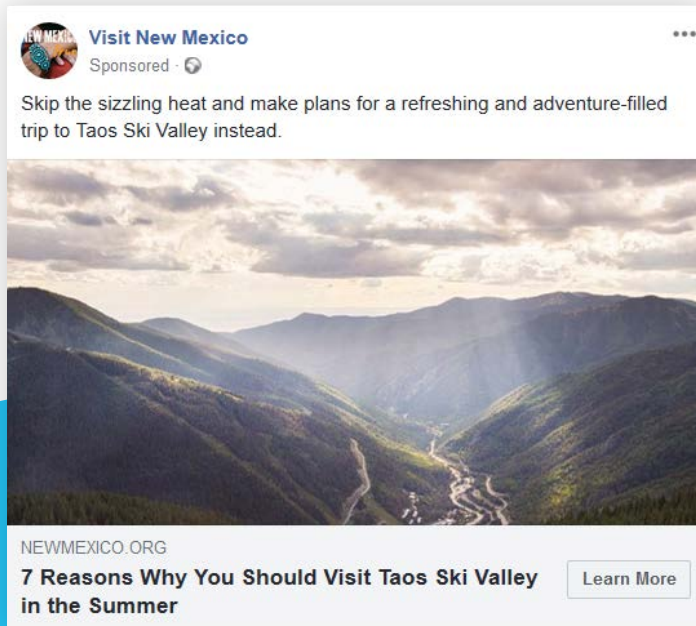 NEW MEXICO
Visit New Mexico
Sponsored ·
Skip the sizzling heat and make plans for a refreshing and adventure-filled
trip to Taos Ski Valley instead.
NEWMEXICO.ORG
7 Reasons Why You Should Visit Taos Ski Valley
in the Summer
Learn More